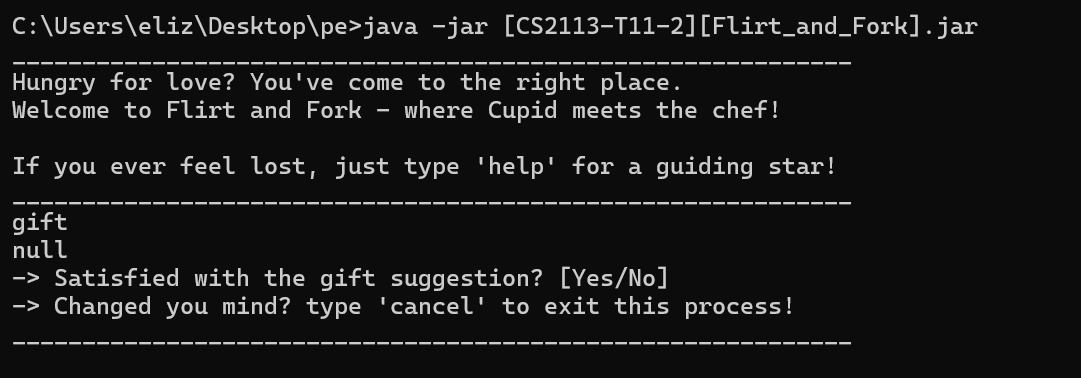 C:\Users\eliz\Desktop\pe>java -jar [CS2113-T11-2][Flirt_and_Fork].jar
____________________________________________________________
Hungry for love? You've come to the right place.
Welcome to Flirt and Fork - where Cupid meets the chef!
If you ever feel lost, just type 'help' for a guiding star!
____________________________________________________________
gift
null
-> Satisfied with the gift suggestion? [Yes/No]
-> Changed you mind? type 'cancel' to exit this process!
____________________________________________________________